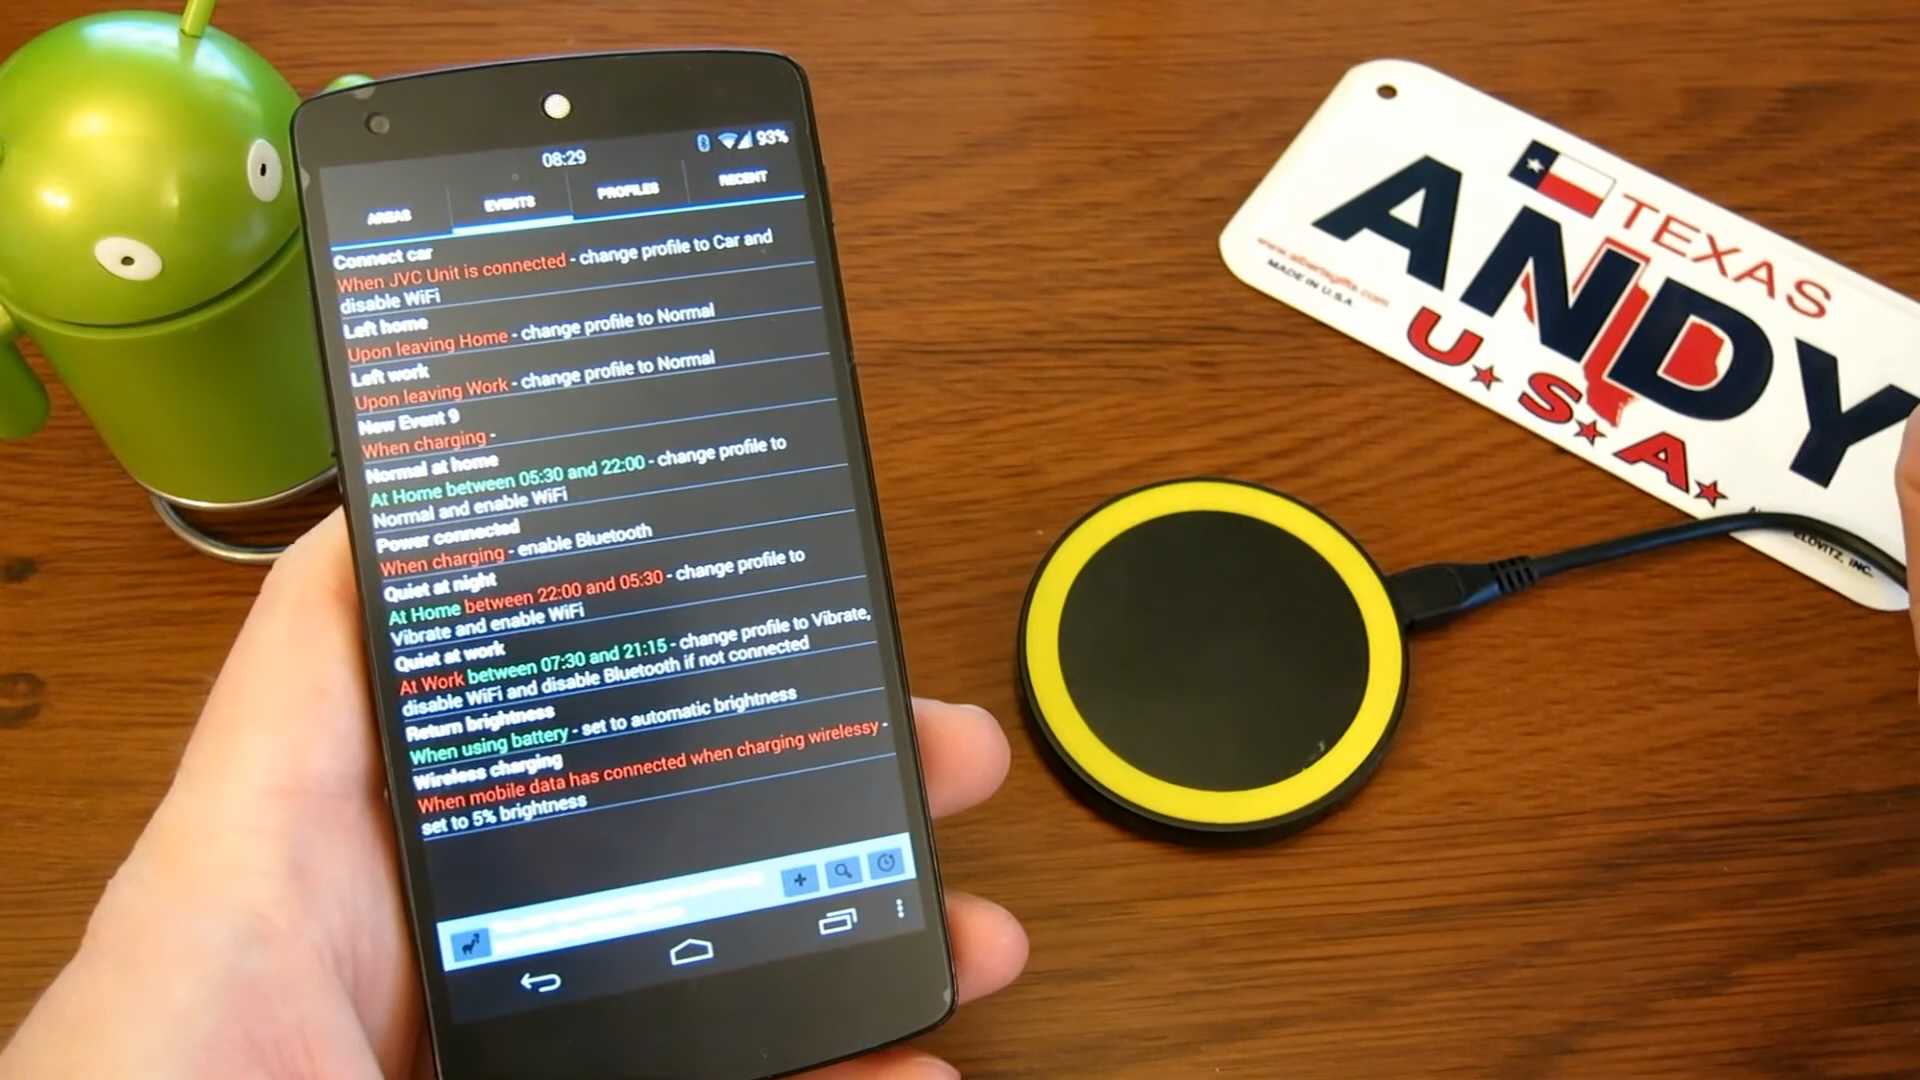 08:29
93%
AREAS
EVENTS
PROFILES
RECENT
Connect car
When JVC Unit is connected - change profile to Car and
disable WiFi
Left home
Upon leaving Home - change profile to Normal
Left work
Upon leaving Work - change profile to Normal
New Event 9
When charging -
Normal at home
At Home between 05:30 and 22:00 - change profile to
Normal and enable WiFi
Power connected
When charging - enable Bluetooth
Quiet at night
At Home between 22:00 and 05:30 - change profile to
Vibrate and enable WiFi
Quiet at work
At Work between 07:30 and 21:15 - change profile to Vibrate,
disable WiFi and disable Bluetooth if not connected
Return brightness
When using battery - set to automatic brightness
Wireless charging
When mobile data has connected when charging wirelessy -
set to 5% brightness
TEXAS
ANDY
U.S.A.
MADE IN U.S.A
INC.